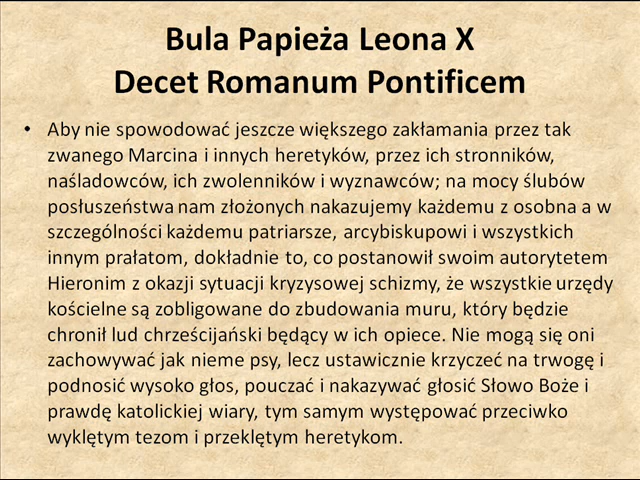 Bula Papieża Leona X
Decet Romanum Pontificem
• Aby nie spowodować jeszcze większego zakłamania przez tak
zwanego Marcina i innych heretyków, przez ich stronników,
naśladowców, ich zwolenników i wyznawców; na mocy ślubów
posłuszeństwa nam złożonych nakazujemy każdemu z osobna a w
szczególności każdemu patriarsze, arcybiskupowi i wszystkich
innym prałatom, dokładnie to, co postanowił swoim autorytetem
Hieronim z okazji sytuacji kryzysowej schizmy, że wszystkie urzędy
kościelne są zobligowane do zbudowania muru, który będzie
chronił lud chrześcijański będący w ich opiece. Nie mogą się oni
zachowywać jak nieme psy, lecz ustawicznie krzyczeć na trwogę i
podnosić wysoko głos, pouczać i nakazywać głosić Słowo Boże i
prawdę katolickiej wiary, tym samym występować przeciwko
wyklętym tezom i przeklętym heretykom.